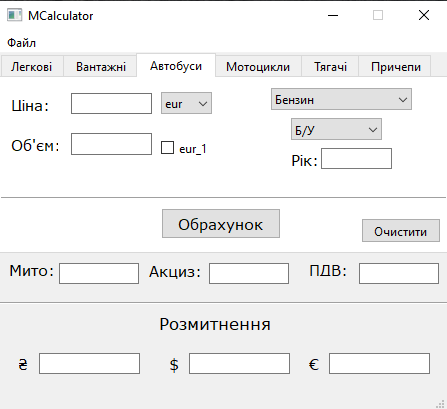 MCalculator
Файл
Легкові Вантажні Автобуси Мотоцикли Тягачі Причепи
Ціна: eur Бензин
Б/У
Об'єм: eur_1 Рік:
Обрахунок
Очистити
Мито: Акциз: ПДВ:
Розмитнення
₴ $ €